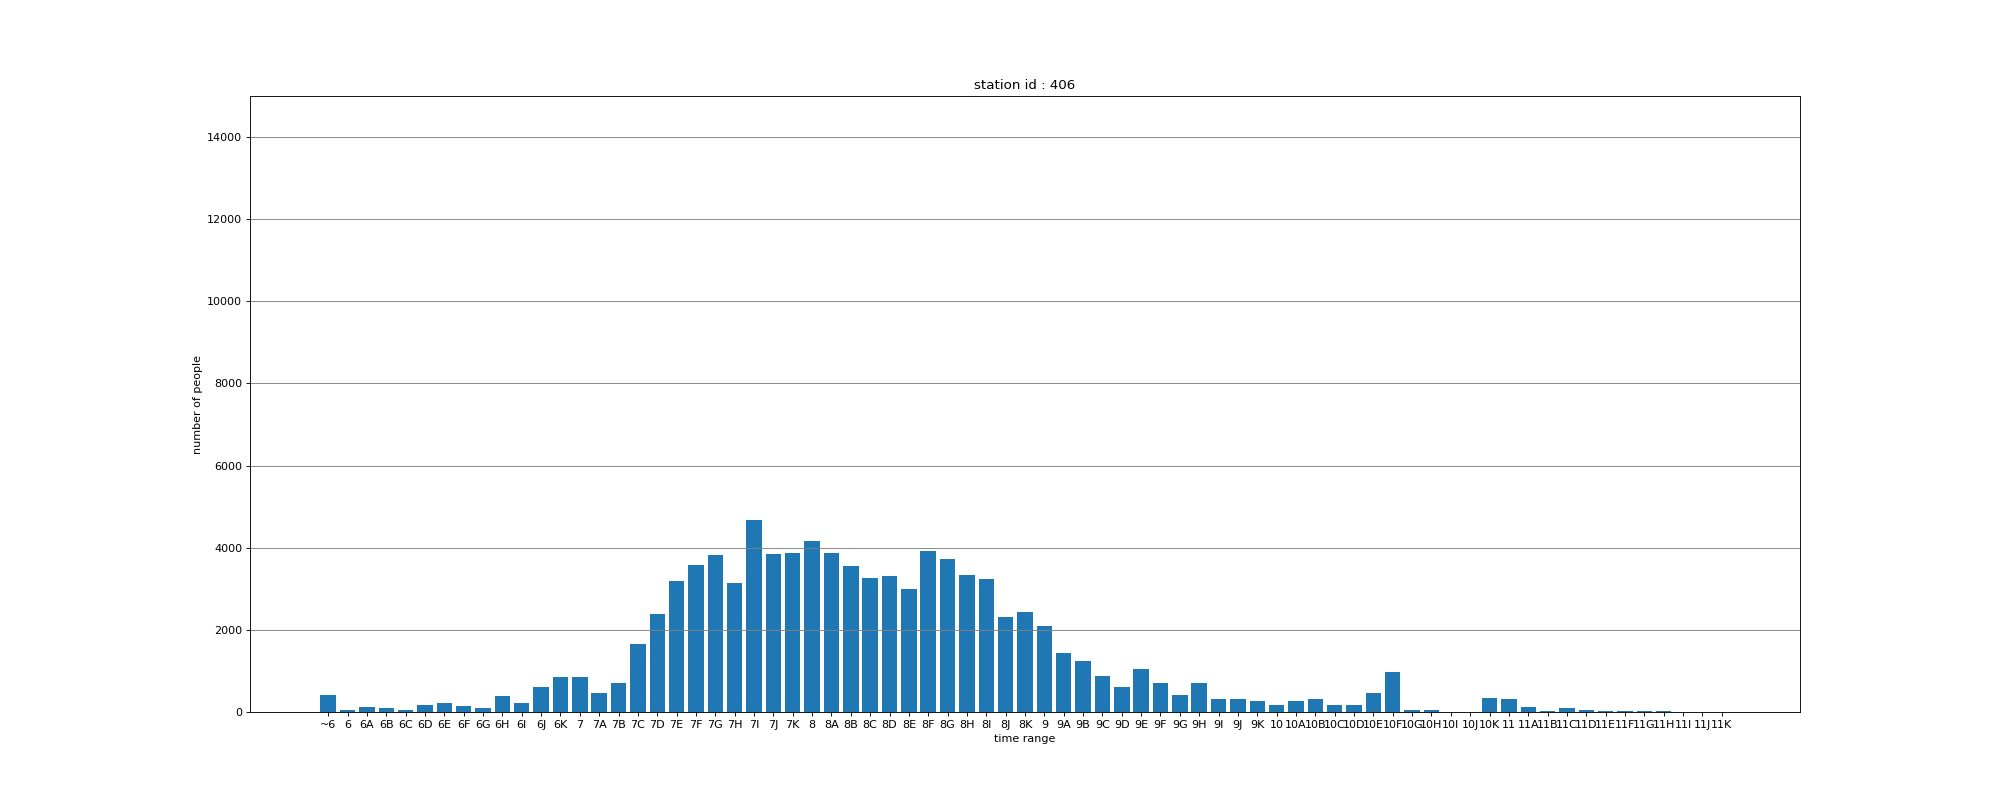 station id : 406
14000
12000
10000
8000
6000
4000
2000
0
number of people
~6 6 6A 6B 6C 6D 6E 6F 6G 6H 6I 6J 6K 7 7A 7B 7C 7D 7E 7F 7G 7H 7I 7J 7K 8 8A 8B 8C 8D 8E 8F 8G 8H 8I 8J 8K 9 9A 9B 9C 9D 9E 9F 9G 9H 9I 9J 9K 10 10A 10B 10C 10D 10E 10F 10G 10H 10I 10J 10K 11 11A 11B 11C 11D 11E 11F 11G 11H 11I 11J 11K
time range